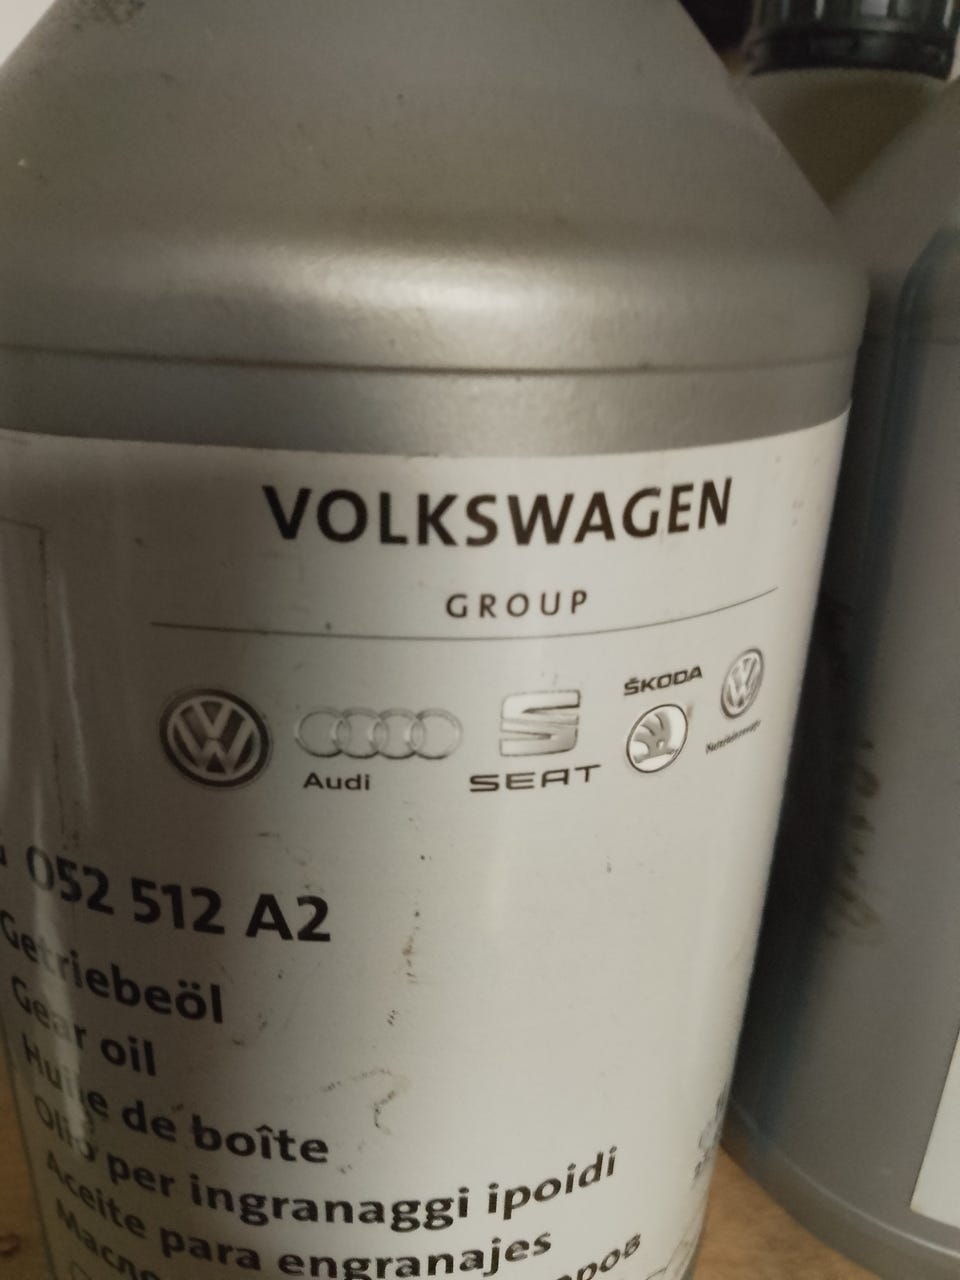 VOLKSWAGEN
GROUP
Audi
SEAT
ŠKODA
Nutzfahrzeuge
052 512 A2
Getriebeöl
Gear oil
Huile de boîte
Olio per ingranaggi ipoidi
Aceite para engranajes